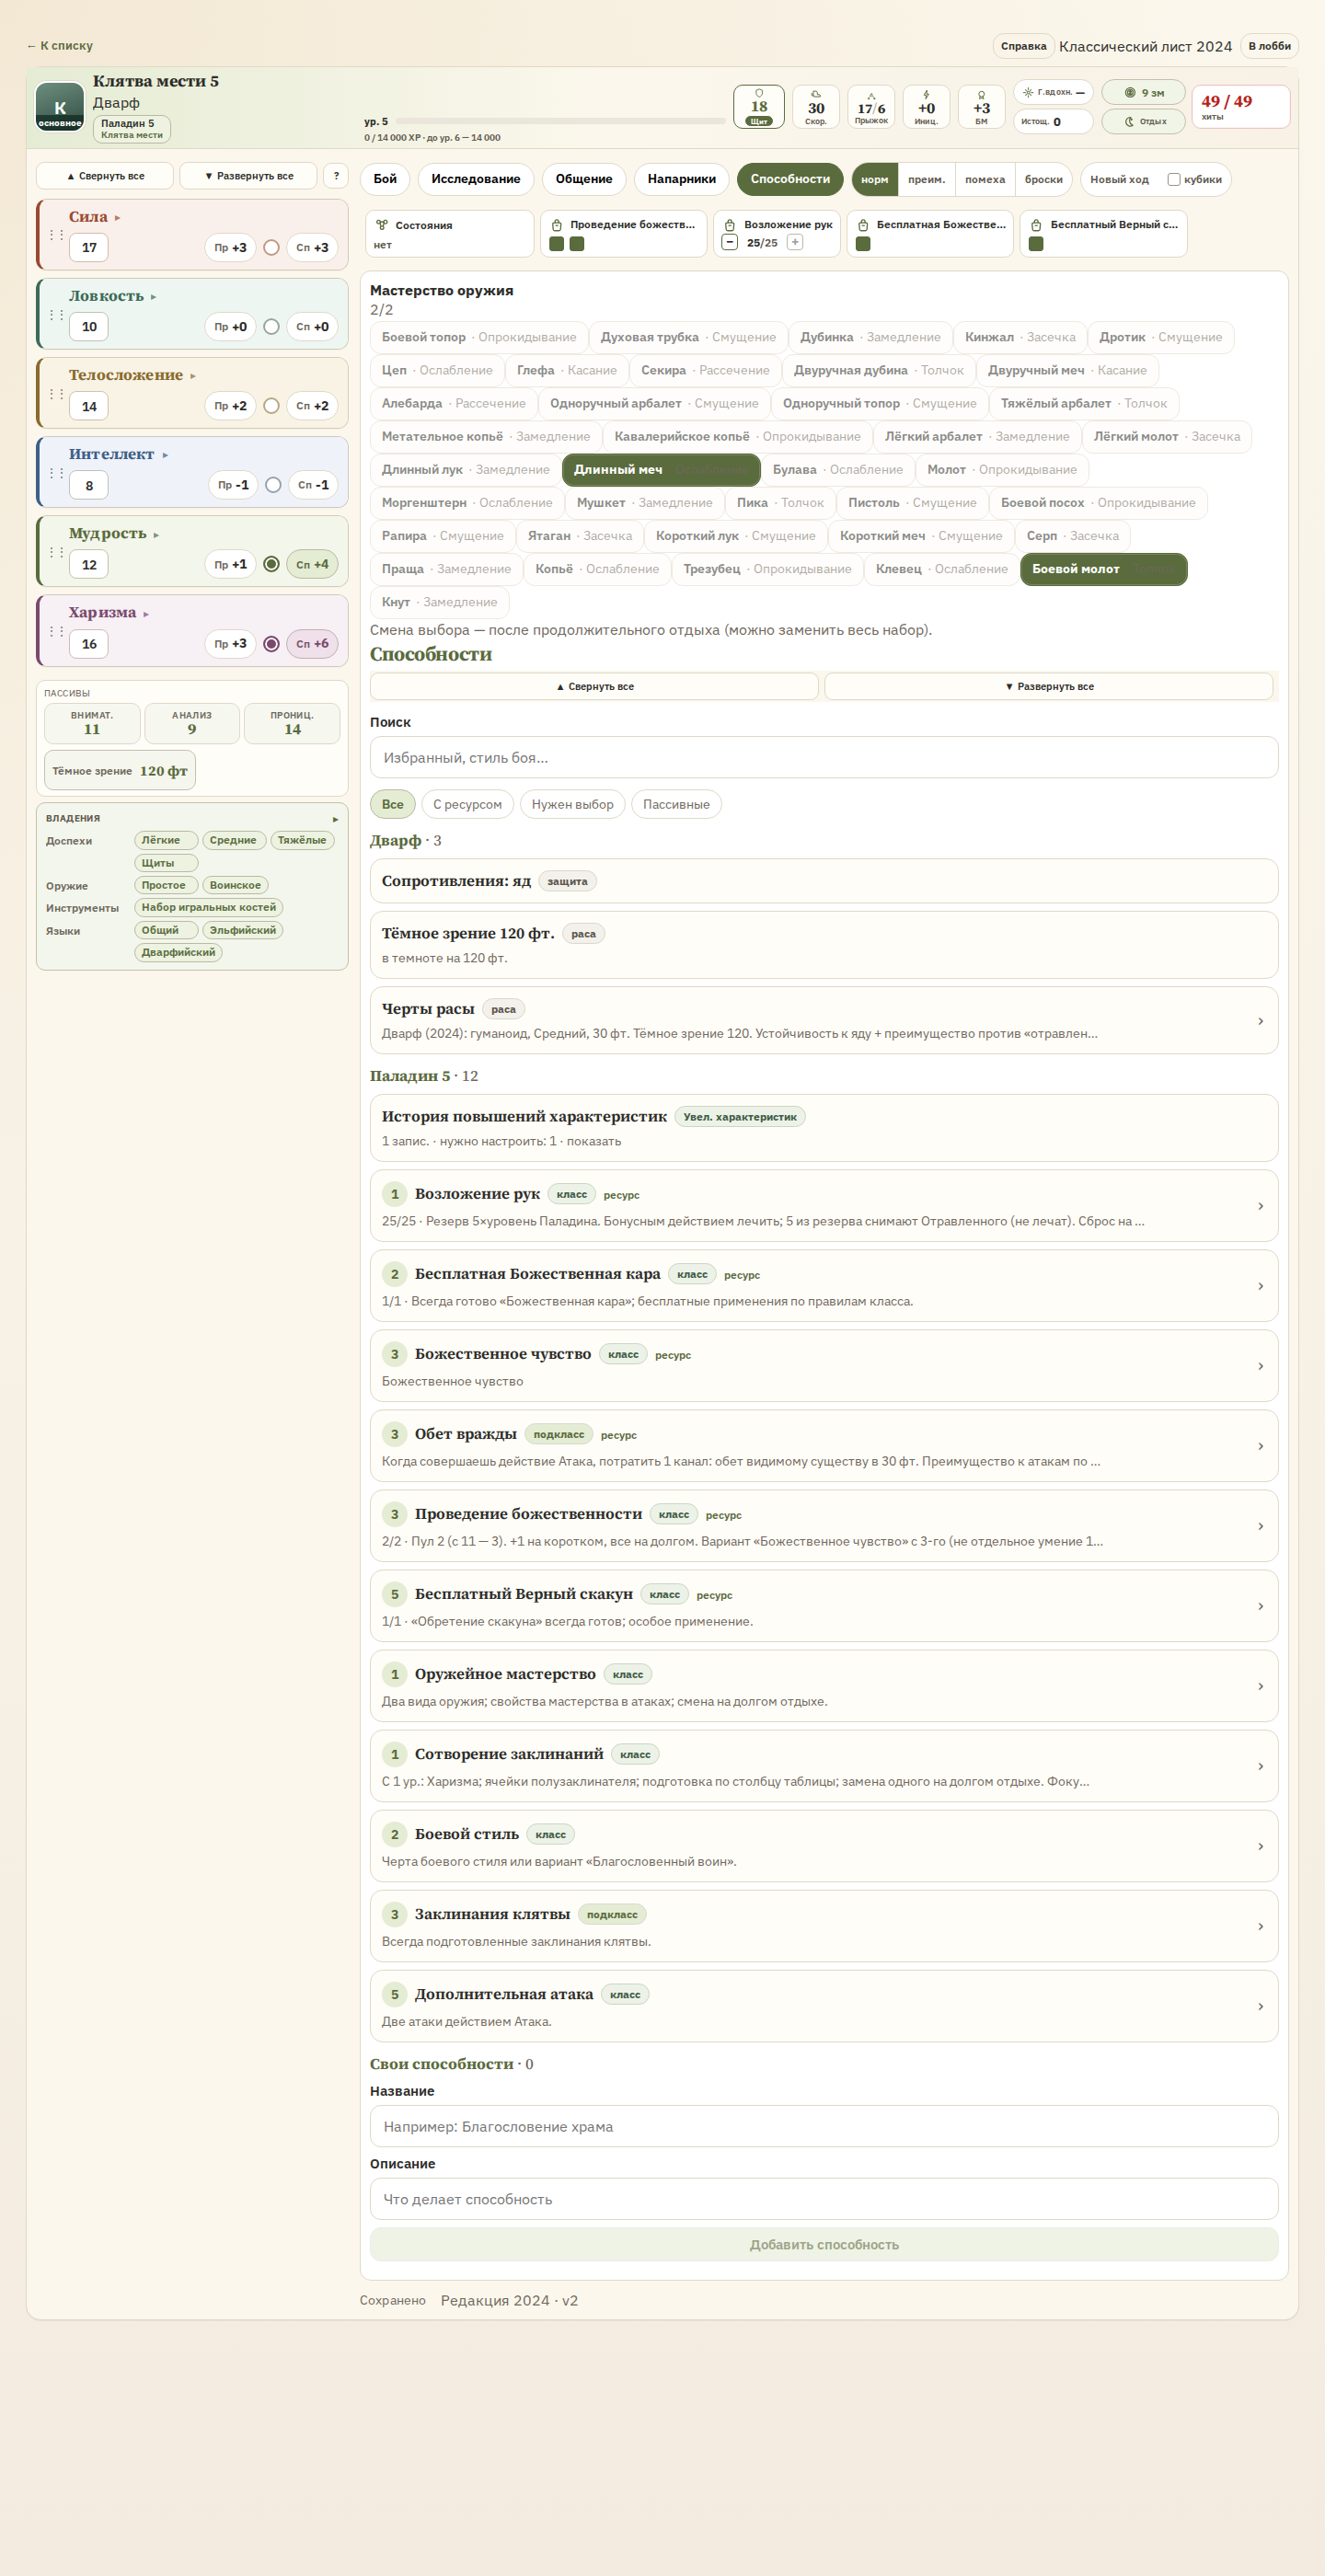 ← К списку
Справка Классический лист 2024 В лобби
К
основное
Клятва мести 5
Дварф
Паладин 5
Клятва мести
ур. 5
0 / 14 000 XP · до ур. 6 — 14 000
18
Щит
30
Скор.
17/6
Прыжок
+0
Иниц.
+3
БМ
Г.вдохн. —
Истощ. 0
9 зм
Отдых
49 / 49
хиты
▲ Свернуть все ▼ Развернуть все ?
Сила ▸
17 Пр +3 Сп +3
Ловкость ▸
10 Пр +0 Сп +0
Телосложение ▸
14 Пр +2 Сп +2
Интеллект ▸
8 Пр -1 Сп -1
Мудрость ▸
12 Пр +1 Сп +4
Харизма ▸
16 Пр +3 Сп +6
ПАССИВЫ
ВНИМАТ. АНАЛИЗ ПРОНИЦ.
11 9 14
Тёмное зрение 120 фт
ВЛАДЕНИЯ ▸
Доспехи Лёгкие Средние Тяжёлые
Щиты
Оружие Простое Воинское
Инструменты Набор игральных костей
Языки Общий Эльфийский
Дварфийский
Бой Исследование Общение Напарники Способности норм преим. помеха броски Новый ход кубики
Состояния
нет
Проведение божеств…
Возложение рук
− 25/25 +
Бесплатная Божестве…
Бесплатный Верный с…
Мастерство оружия
2/2
Боевой топор · Опрокидывание Духовая трубка · Смущение Дубинка · Замедление Кинжал · Засечка Дротик · Смущение
Цеп · Ослабление Глефа · Касание Секира · Рассечение Двуручная дубина · Толчок Двуручный меч · Касание
Алебарда · Рассечение Одноручный арбалет · Смущение Одноручный топор · Смущение Тяжёлый арбалет · Толчок
Метательное копьё · Замедление Кавалерийское копьё · Опрокидывание Лёгкий арбалет · Замедление Лёгкий молот · Засечка
Длинный лук · Замедление Длинный меч Булава · Ослабление Молот · Опрокидывание
Моргенштерн · Ослабление Мушкет · Замедление Пика · Толчок Пистоль · Смущение Боевой посох · Опрокидывание
Рапира · Смущение Ятаган · Засечка Короткий лук · Смущение Короткий меч · Смущение Серп · Засечка
Праща · Замедление Копьё · Ослабление Трезубец · Опрокидывание Клевец · Ослабление Боевой молот
Кнут · Замедление
Смена выбора — после продолжительного отдыха (можно заменить весь набор).
Способности
▲ Свернуть все ▼ Развернуть все
Поиск
Избранный, стиль боя…
Все С ресурсом Нужен выбор Пассивные
Дварф · 3
Сопротивления: яд защита
Тёмное зрение 120 фт. раса
в темноте на 120 фт.
Черты расы раса
Дварф (2024): гуманоид, Средний, 30 фт. Тёмное зрение 120. Устойчивость к яду + преимущество против «отравлен… ›
Паладин 5 · 12
История повышений характеристик Увел. характеристик
1 запис. · нужно настроить: 1 · показать
1 Возложение рук класс ресурс
25/25 · Резерв 5×уровень Паладина. Бонусным действием лечить; 5 из резерва снимают Отравленного (не лечат). Сброс на … ›
2 Бесплатная Божественная кара класс ресурс
1/1 · Всегда готово «Божественная кара»; бесплатные применения по правилам класса. ›
3 Божественное чувство класс ресурс
Божественное чувство ›
3 Обет вражды подкласс ресурс
Когда совершаешь действие Атака, потратить 1 канал: обет видимому существу в 30 фт. Преимущество к атакам по … ›
3 Проведение божественности класс ресурс
2/2 · Пул 2 (с 11 — 3). +1 на коротком, все на долгом. Вариант «Божественное чувство» с 3-го (не отдельное умение 1… ›
5 Бесплатный Верный скакун класс ресурс
1/1 · «Обретение скакуна» всегда готов; особое применение. ›
1 Оружейное мастерство класс
Два вида оружия; свойства мастерства в атаках; смена на долгом отдыхе. ›
1 Сотворение заклинаний класс
С 1 ур.: Харизма; ячейки полузаклинателя; подготовка по столбцу таблицы; замена одного на долгом отдыхе. Фоку… ›
2 Боевой стиль класс
Черта боевого стиля или вариант «Благословенный воин». ›
3 Заклинания клятвы подкласс
Всегда подготовленные заклинания клятвы. ›
5 Дополнительная атака класс
Две атаки действием Атака. ›
Свои способности · 0
Название
Например: Благословение храма
Описание
Что делает способность
Добавить способность
Сохранено Редакция 2024 · v2